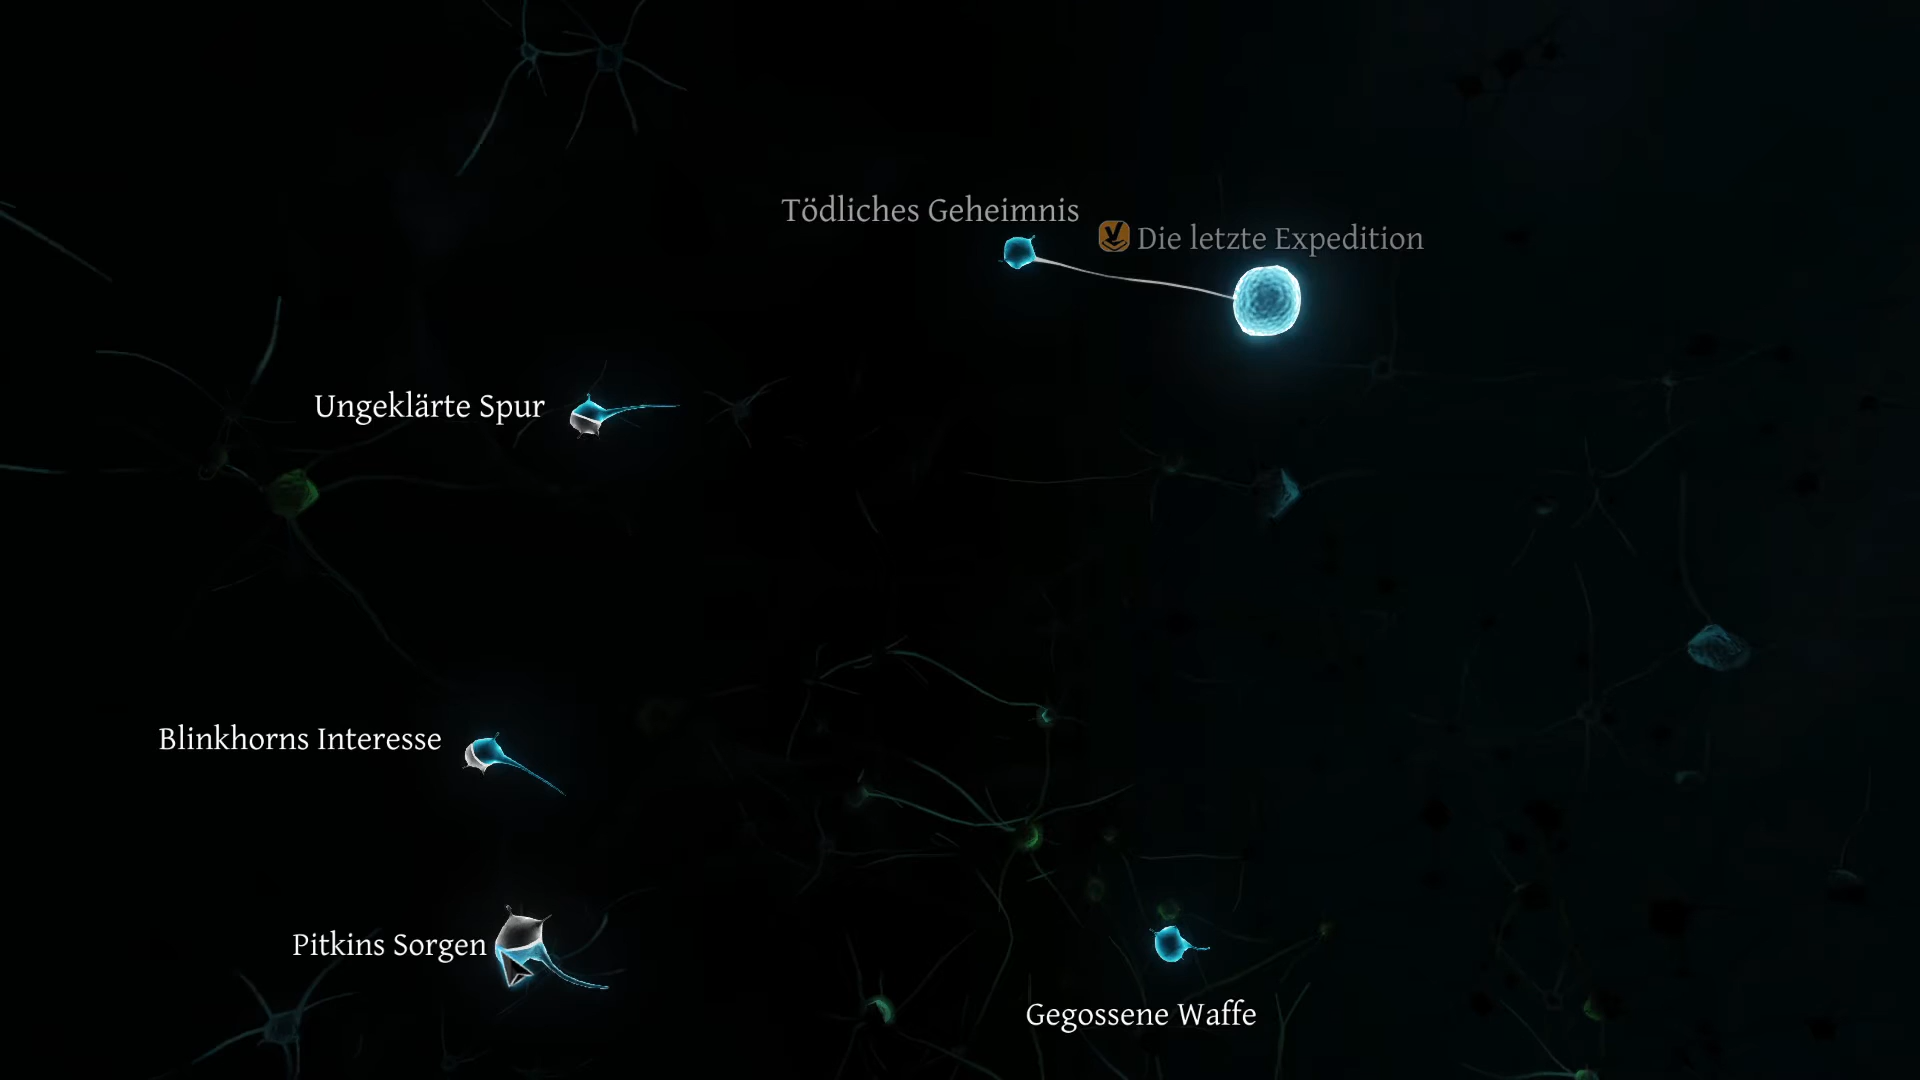 Tödliches Geheimnis
Die letzte Expedition
Ungeklärte Spur
Blinkhorns Interesse
Pitkins Sorgen
Gegossene Waffe